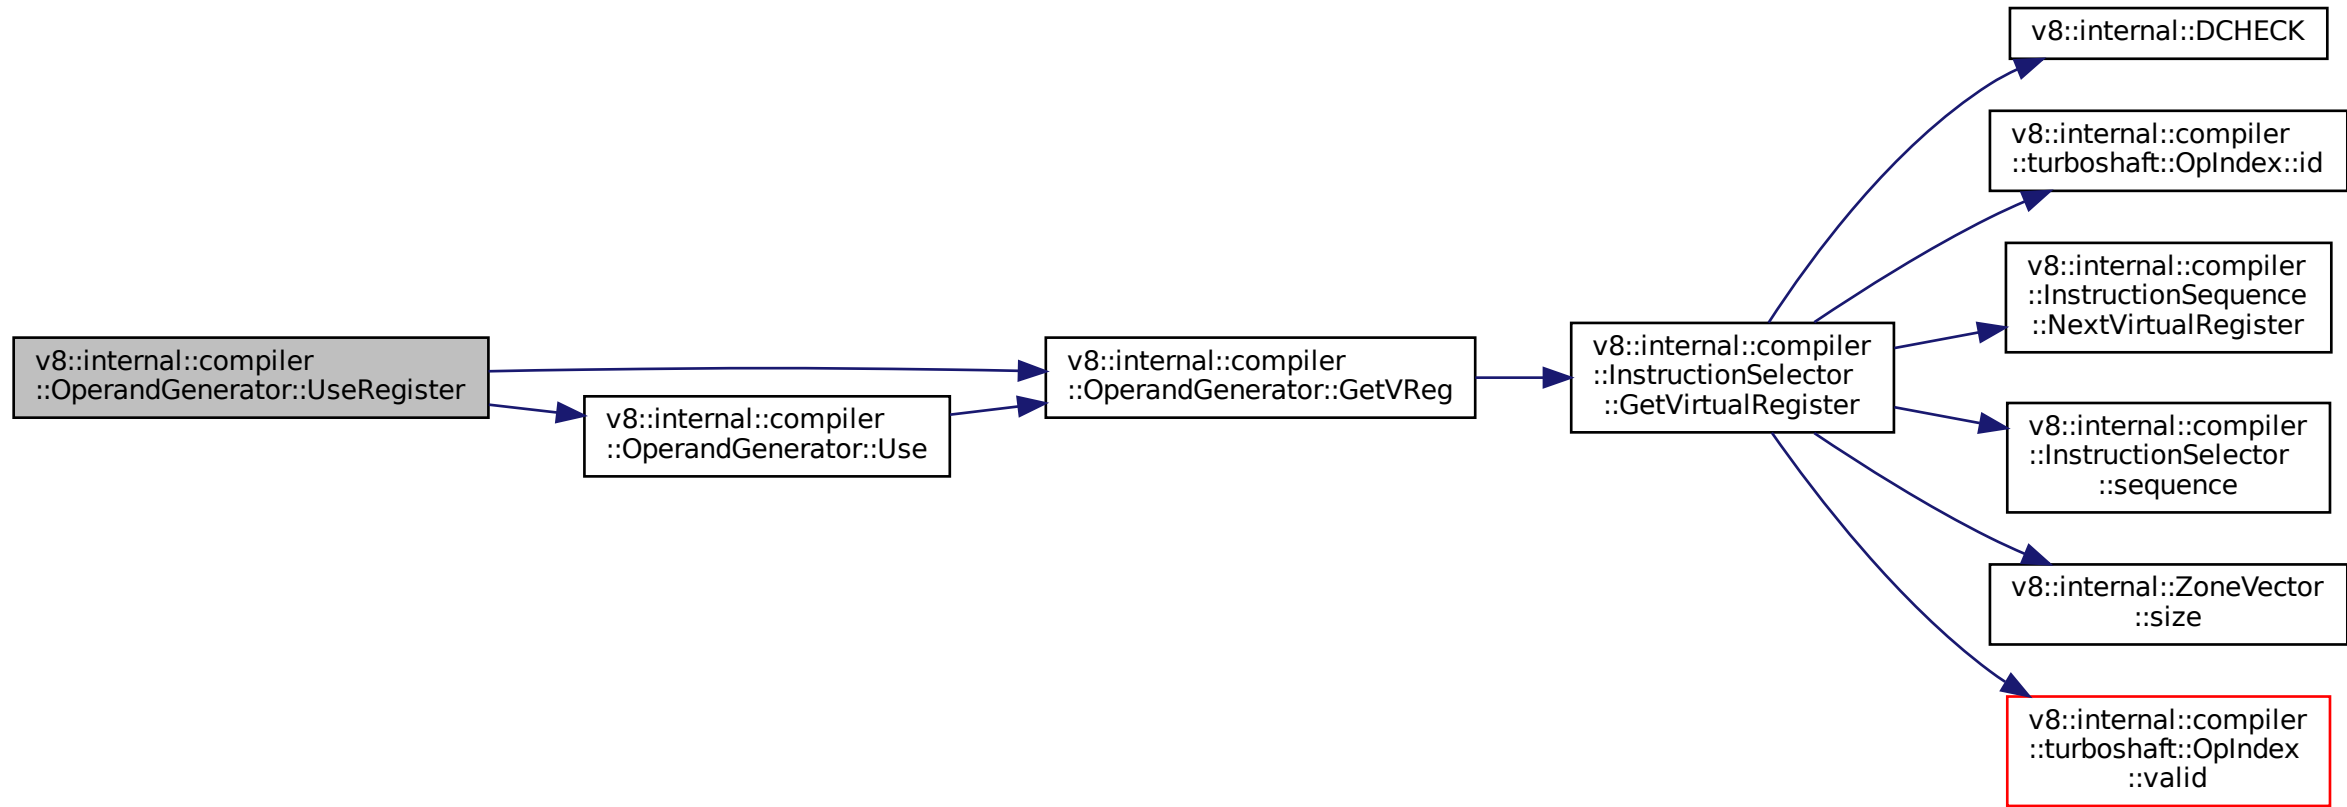 v8::internal::compiler
::OperandGenerator::UseRegister
v8::internal::compiler
::OperandGenerator::Use
v8::internal::compiler
::OperandGenerator::GetVReg
v8::internal::compiler
::InstructionSelector
::GetVirtualRegister
v8::internal::DCHECK
v8::internal::compiler
::turboshaft::OpIndex::id
v8::internal::compiler
::InstructionSequence
::NextVirtualRegister
v8::internal::compiler
::InstructionSelector
::sequence
v8::internal::ZoneVector
::size
v8::internal::compiler
::turboshaft::OpIndex
::valid